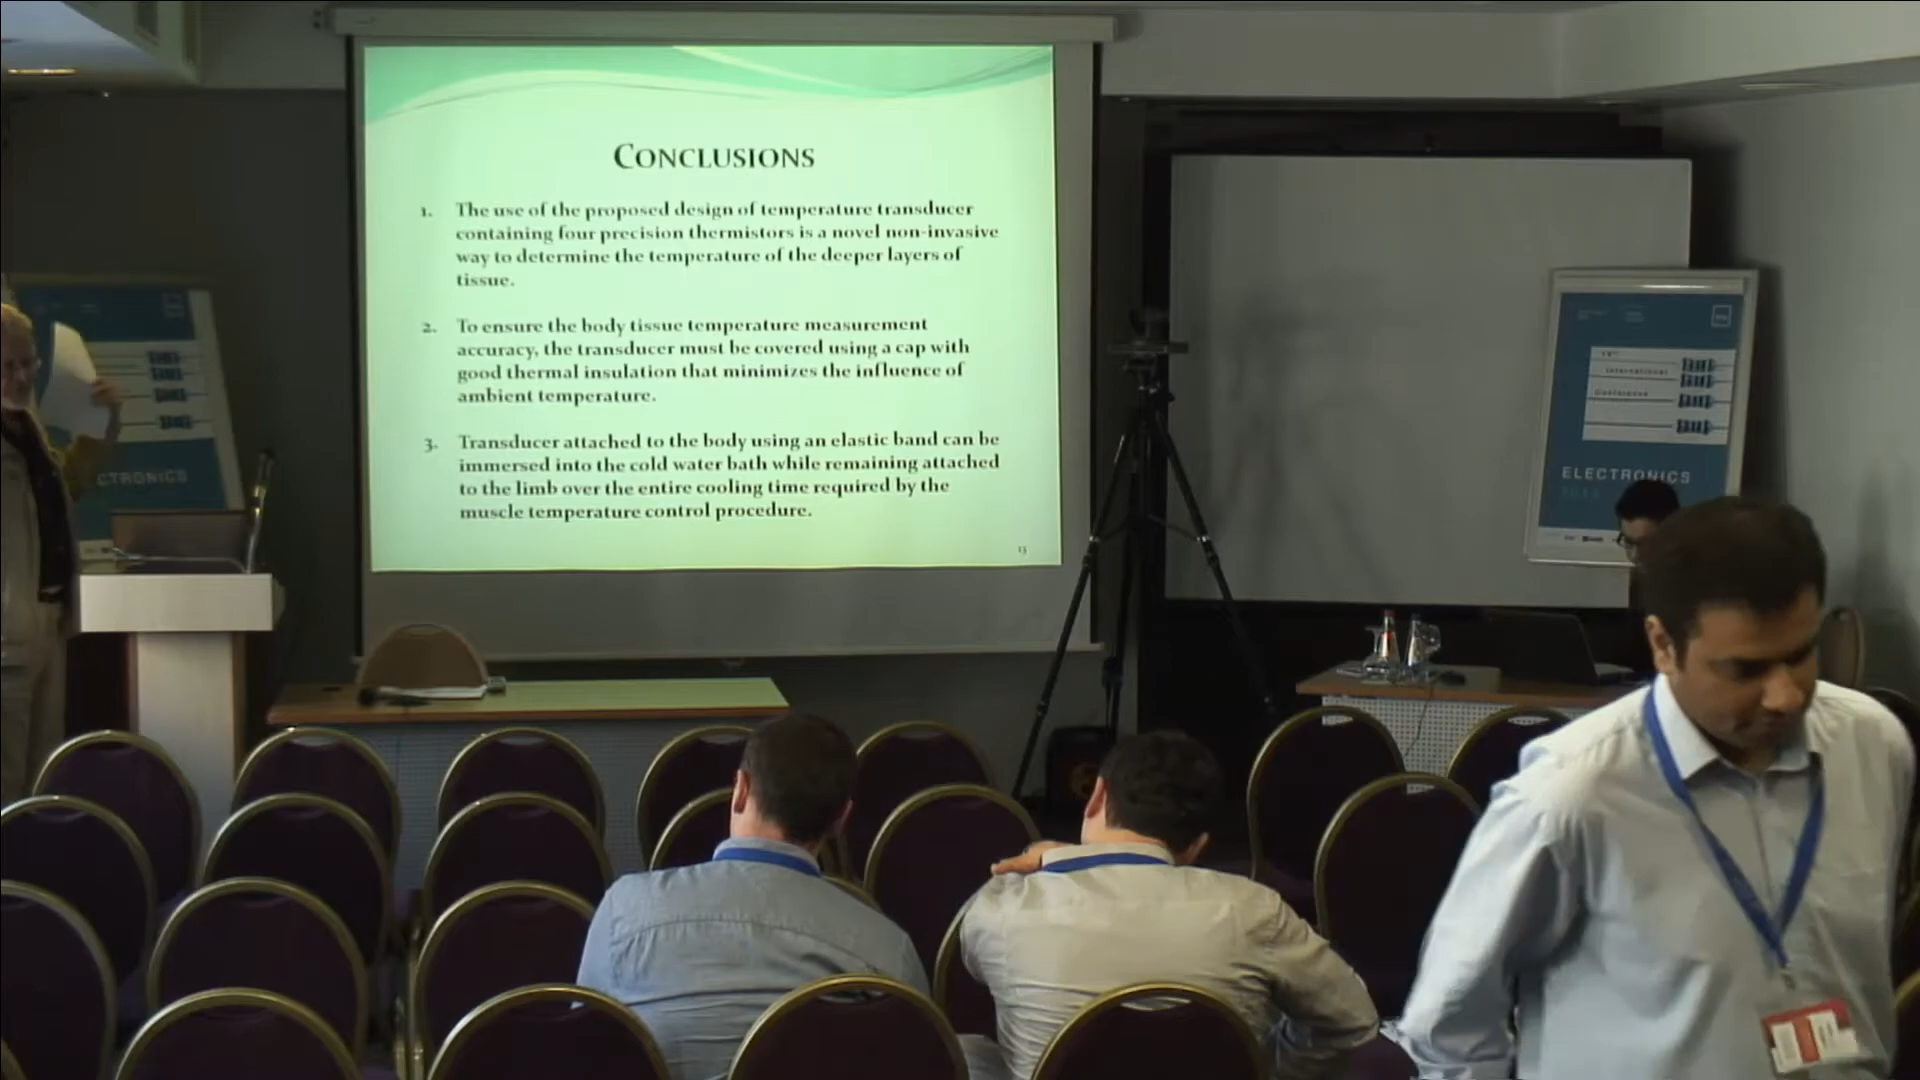 CONCLUSIONS
1. The use of the proposed design of temperature transducer
containing four precision thermistors is a novel non-invasive
way to determine the temperature of the deeper layers of
tissue.
2. To ensure the body tissue temperature measurement
accuracy, the transducer must be covered using a cap with
good thermal insulation that minimizes the influence of
ambient temperature.
3. Transducer attached to the body using an elastic band can be
immersed into the cold water bath while remaining attached
to the limb over the entire cooling time required by the
muscle temperature control procedure.
13
CTRONICS
International
Conference
ELECTRONICS